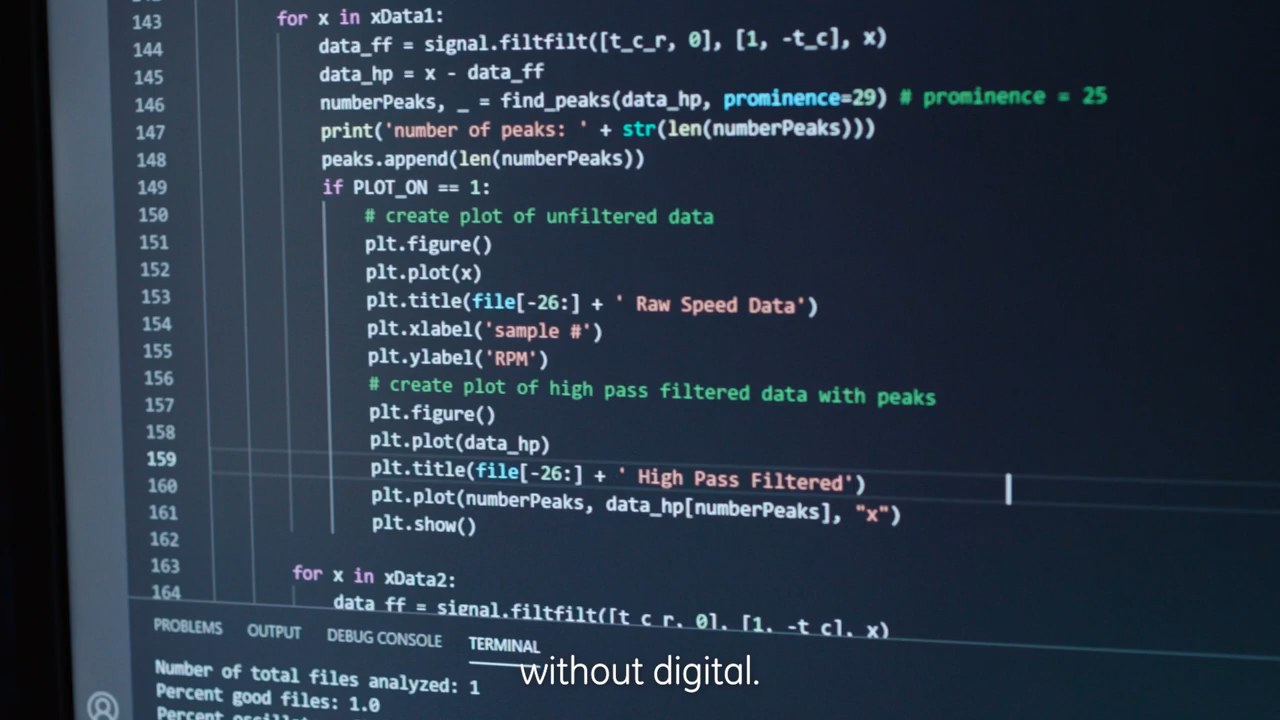 143 for x in xData1:
144 data_ff = signal.filtfilt([t_c_r, 0], [1, -t_c], x)
145 data_hp = x - data_ff
146 numberPeaks, _ = find_peaks(data_hp, prominence=29) # prominence = 25
147 print('number of peaks: ' + str(len(numberPeaks)))
148 peaks.append(len(numberPeaks))
149 if PLOT_ON == 1:
150 # create plot of unfiltered data
151 plt.figure()
152 plt.plot(x)
153 plt.title(file[-26:] + ' Raw Speed Data')
154 plt.xlabel('sample #')
155 plt.ylabel('RPM')
156 # create plot of high pass filtered data with peaks
157 plt.figure()
158 plt.plot(data_hp)
159 plt.title(file[-26:] + ' High Pass Filtered')
160 plt.plot(numberPeaks, data_hp[numberPeaks], "x")
161 plt.show()
162
163 for x in xData2:
164 data_ff = signal.filtfilt([t_c_r, 0], [1, -t_c], x)
PROBLEMS OUTPUT DEBUG CONSOLE TERMINAL
Number of total files analyzed: 1
Percent good files: 1.0
Percent
without digital.